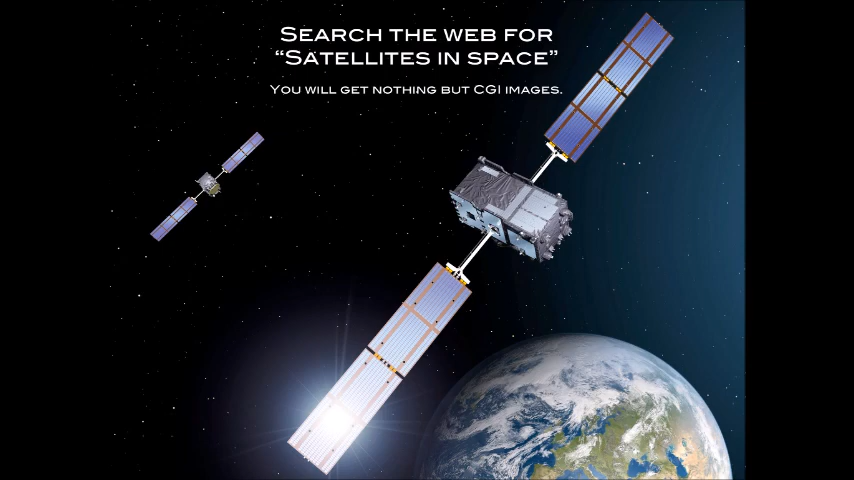 Search the web for
“Satellites in space”
You will get nothing but CGI images.